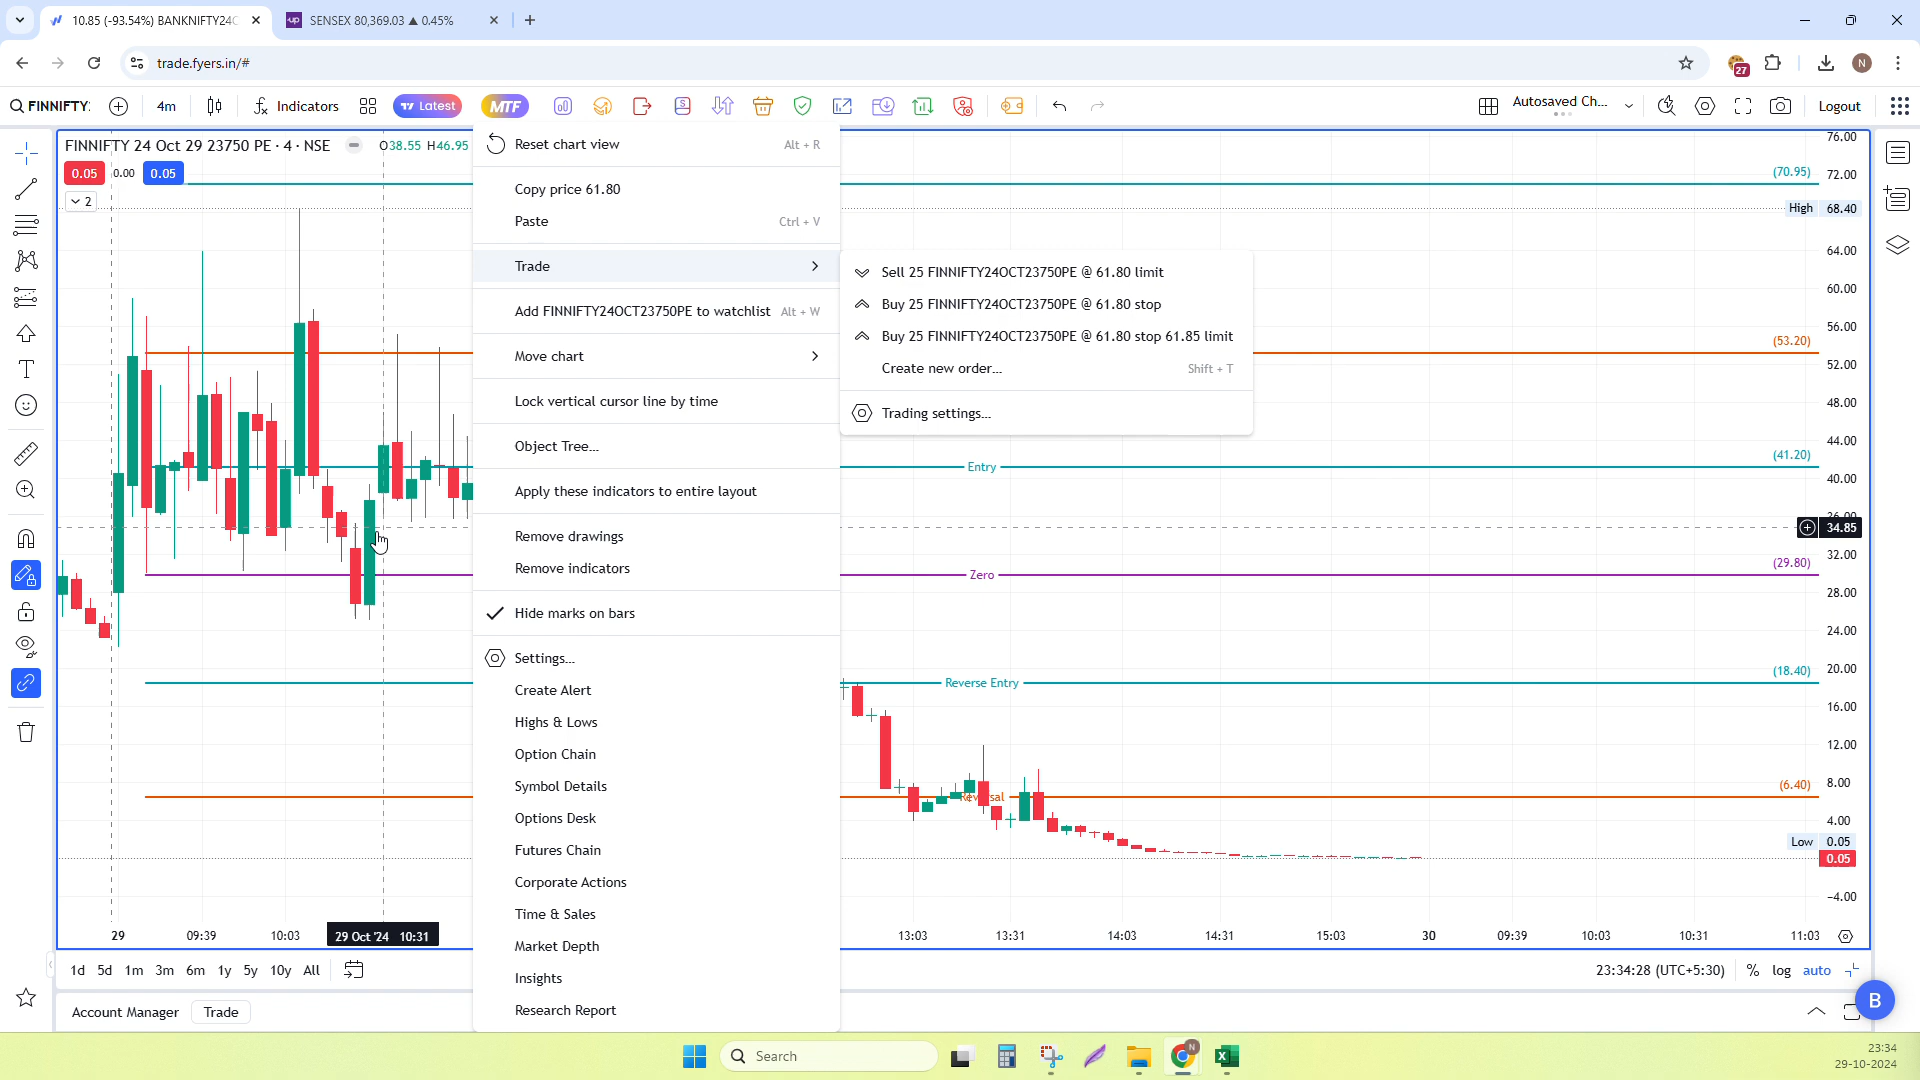 10.85 (-93.54%) BANKNIFTY24C
up SENSEX 80,369.03 ▲ 0.45%
trade.fyers.in/#
27
N
FINNIFTY:
4m
Indicators
Latest
MTF
Autosaved Ch...
Logout
FINNIFTY 24 Oct 29 23750 PE · 4 · NSE
O38.55 H46.95
0.05
0.00
0.05
2
Reset chart view Alt + R
Copy price 61.80
Paste Ctrl + V
Trade
Add FINNIFTY24OCT23750PE to watchlist Alt + W
Move chart
Lock vertical cursor line by time
Object Tree...
Apply these indicators to entire layout
Remove drawings
Remove indicators
Hide marks on bars
Settings...
Create Alert
Highs & Lows
Option Chain
Symbol Details
Options Desk
Futures Chain
Corporate Actions
Time & Sales
Market Depth
Insights
Research Report
Sell 25 FINNIFTY24OCT23750PE @ 61.80 limit
Buy 25 FINNIFTY24OCT23750PE @ 61.80 stop
Buy 25 FINNIFTY24OCT23750PE @ 61.80 stop 61.85 limit
Create new order... Shift + T
Trading settings...
Entry
Zero
Reverse Entry
(70.95)
(53.20)
(41.20)
(29.80)
(18.40)
(6.40)
76.00
72.00
High 68.40
64.00
60.00
56.00
52.00
48.00
44.00
40.00
34.85
32.00
28.00
24.00
20.00
16.00
12.00
8.00
4.00
Low 0.05
0.05
−4.00
29
09:39
10:03
29 Oct '24 10:31
13:03
13:31
14:03
14:31
15:03
30
09:39
10:03
10:31
11:03
1d 5d 1m 3m 6m 1y 5y 10y All
23:34:28 (UTC+5:30) % log auto
Account Manager Trade
B
Search
N
23:34
29-10-2024